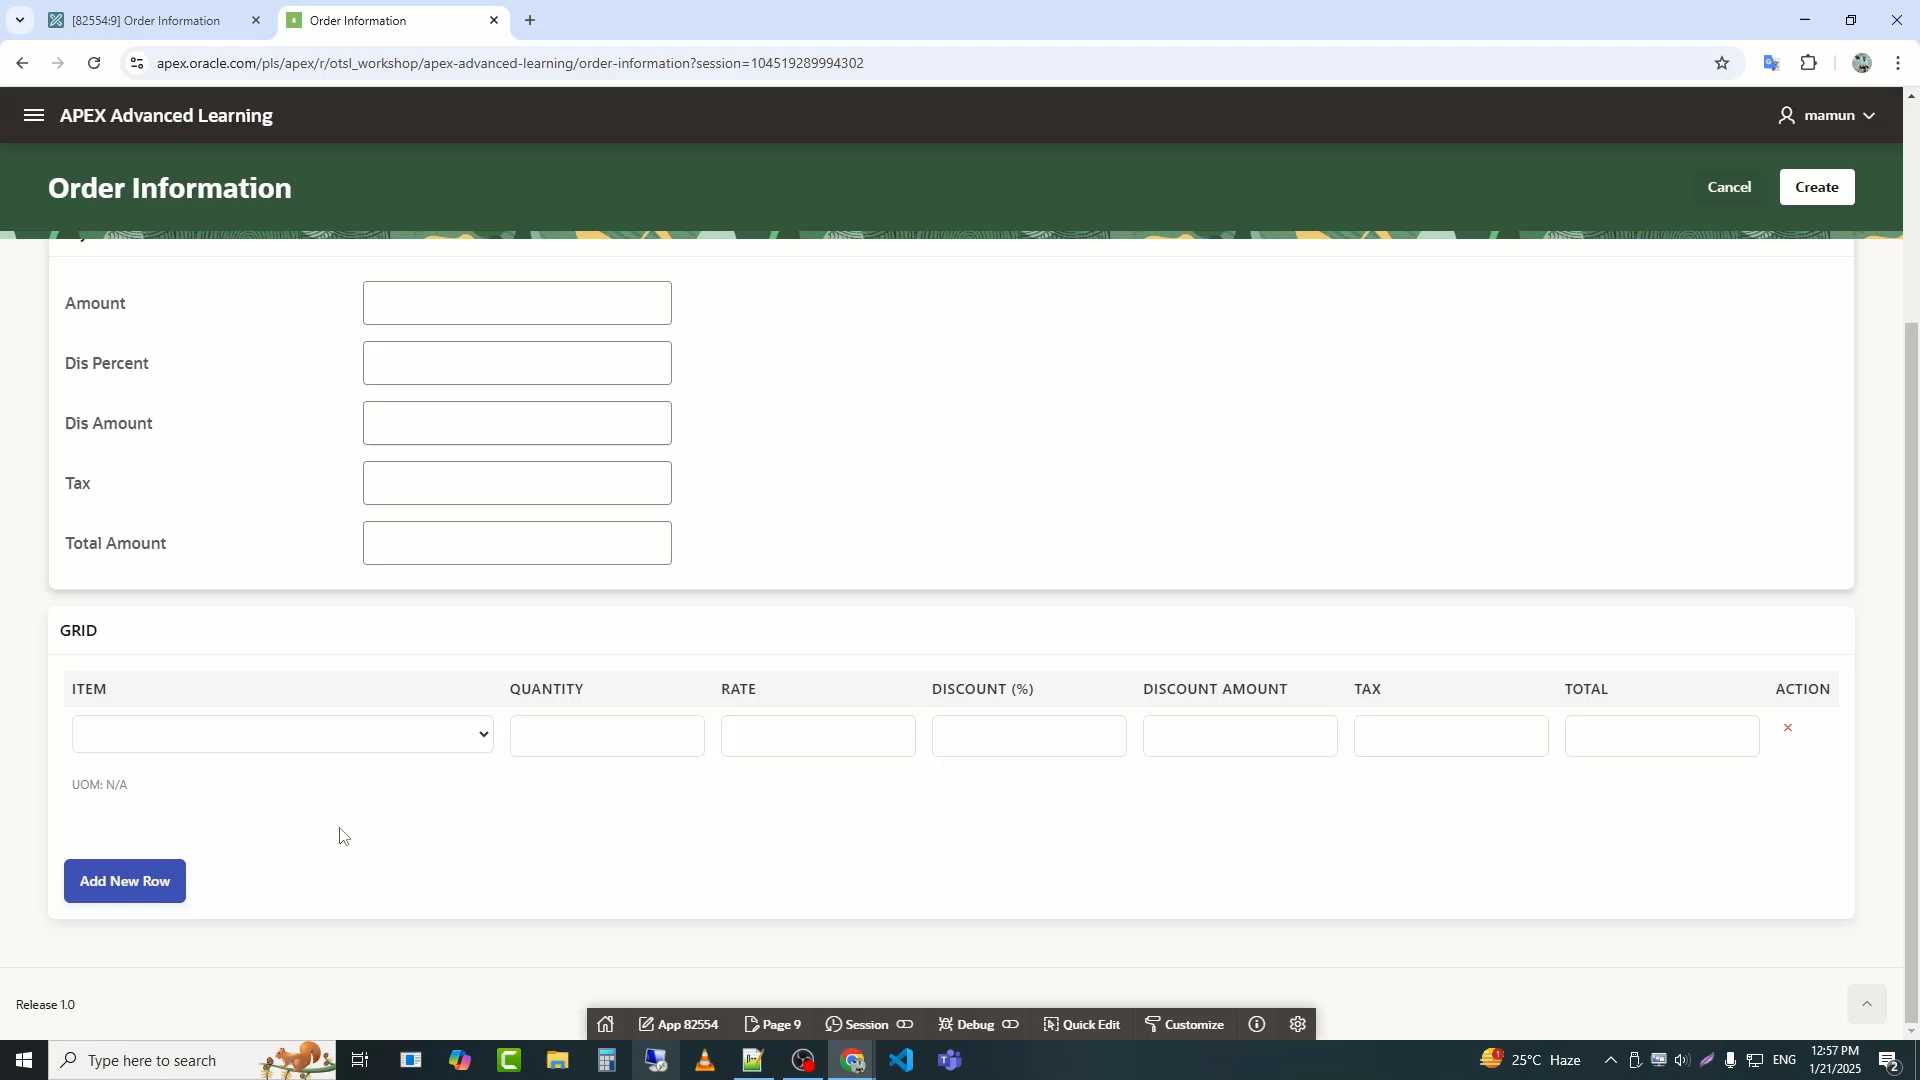 [82554:9] Order Information
Order Information
apex.oracle.com/pls/apex/r/otsl_workshop/apex-advanced-learning/order-information?session=104519289994302
APEX Advanced Learning
mamun
Order Information
Cancel
Create
Amount
Dis Percent
Dis Amount
Tax
Total Amount
GRID
ITEM QUANTITY RATE DISCOUNT (%) DISCOUNT AMOUNT TAX TOTAL ACTION
UOM: N/A
Add New Row
Release 1.0
App 82554 Page 9 Session Debug Quick Edit Customize
Type here to search
25°C Haze
ENG
12:57 PM
1/21/2025
2